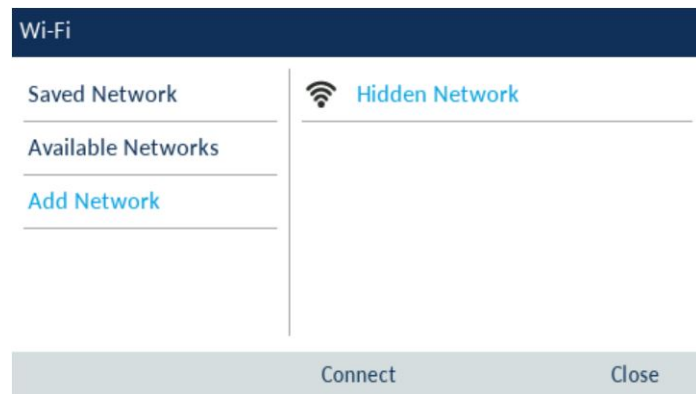 Wi-Fi
Saved Network
Available Networks
Add Network
Hidden Network
Connect
Close